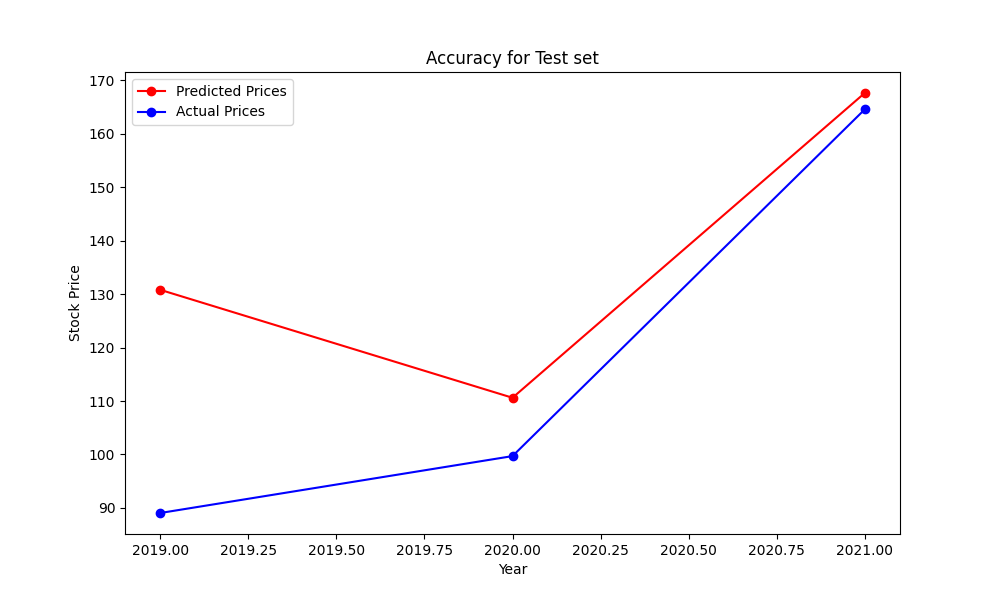 Accuracy for Test set
Predicted Prices
Actual Prices
170
160
150
140
130
120
110
100
90
Stock Price
2019.00 2019.25 2019.50 2019.75 2020.00 2020.25 2020.50 2020.75 2021.00
Year